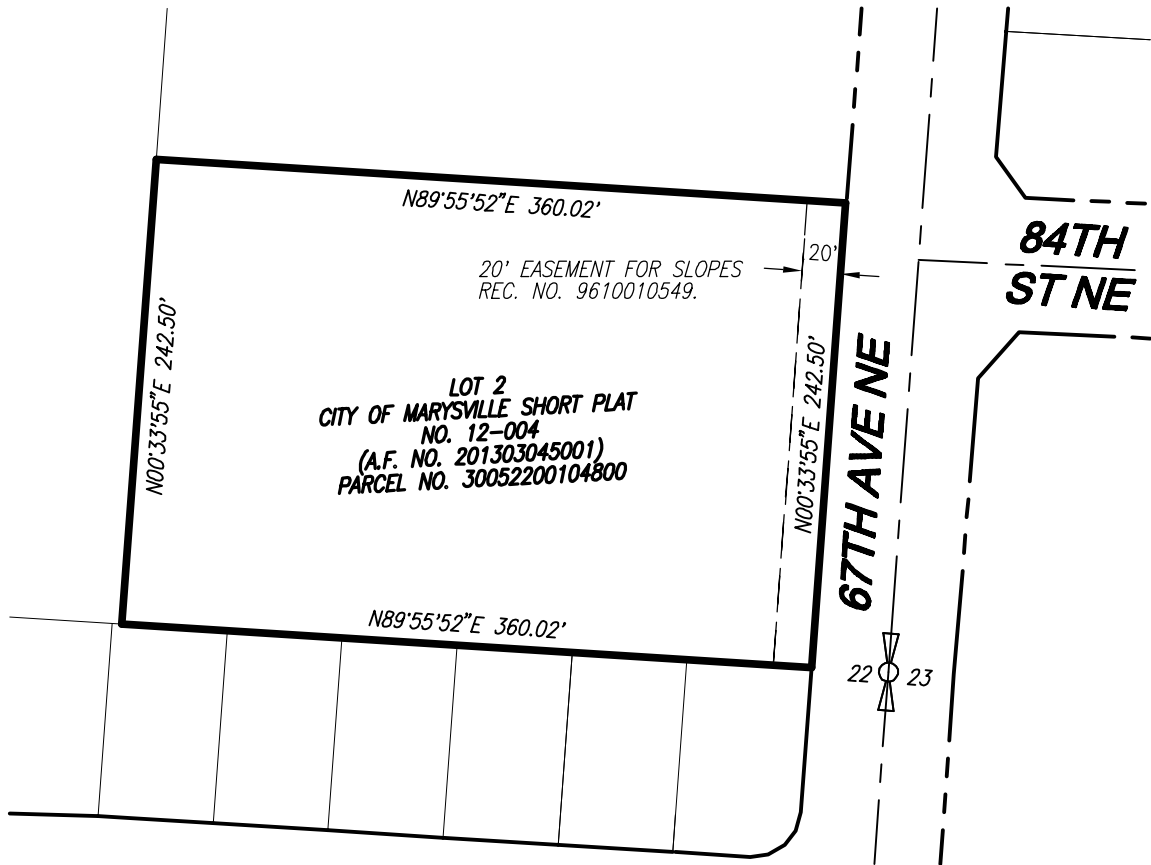 N89°55'52"E 360.02'
84TH
ST NE
20'
20' EASEMENT FOR SLOPES
REC. NO. 9610010549.
N00°33'55"E 242.50'
N00°33'55"E 242.50'
67TH AVE NE
LOT 2
CITY OF MARYSVILLE SHORT PLAT
NO. 12-004
(A.F. NO. 201303045001)
PARCEL NO. 30052200104800
N89°55'52"E 360.02'
22 23